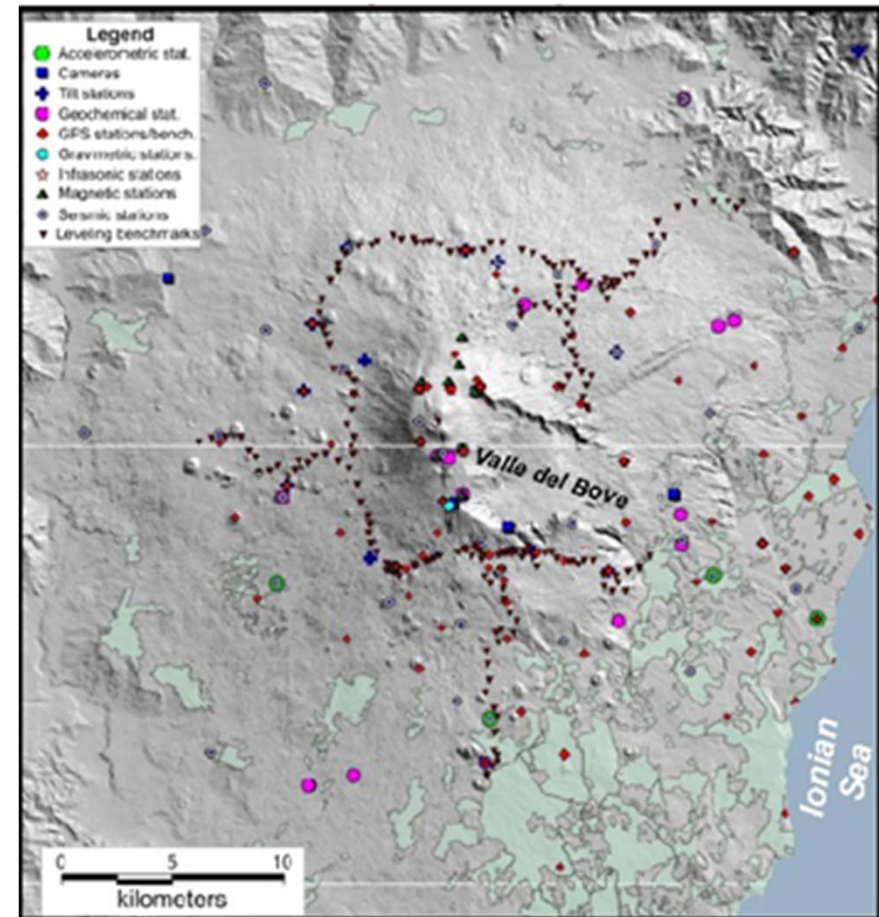 Legend
Accelerometric stat.
Cameras
Tilt stations
Geochemical stat.
GPS stations/bench.
Gravimetric stations.
Infrasonic stations
Magnetic stations
Seismic stations
Leveling benchmarks
Valle del Bove
Ionian
Sea
0 5 10
kilometers